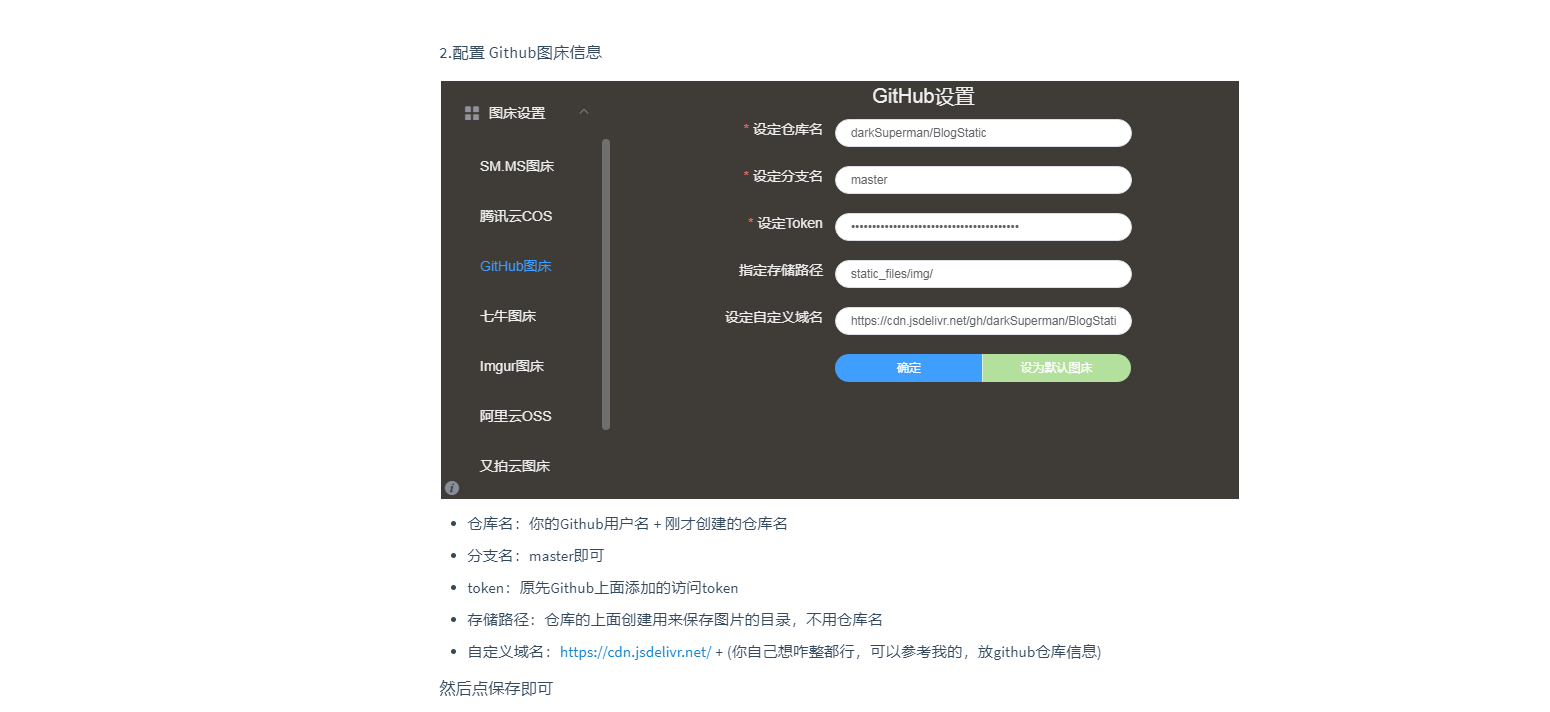 2.配置 Github图床信息
GitHub设置
图床设置
SM.MS图床
腾讯云COS
GitHub图床
七牛图床
Imgur图床
阿里云OSS
又拍云图床
* 设定仓库名 darkSuperman/BlogStatic
* 设定分支名 master
* 设定Token ••••••••••••••••••••••••••••••••••••••••
指定存储路径 static_files/img/
设定自定义域名 https://cdn.jsdelivr.net/gh/darkSuperman/BlogStati
确定 设为默认图床
• 仓库名：你的Github用户名 + 刚才创建的仓库名
• 分支名：master即可
• token：原先Github上面添加的访问token
• 存储路径：仓库的上面创建用来保存图片的目录，不用仓库名
• 自定义域名：https://cdn.jsdelivr.net/ + (你自己想咋整都行，可以参考我的，放github仓库信息)
然后点保存即可